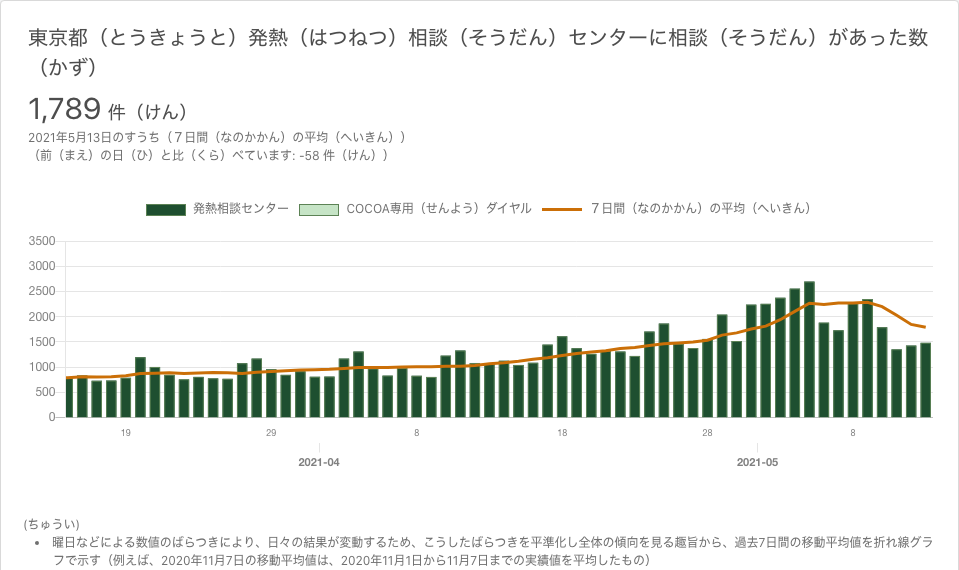 東京都（とうきょうと）発熱（はつねつ）相談（そうだん）センターに相談（そうだん）があった数
（かず）
1,789 件（けん）
2021年5月13日のすうち（７日間（なのかかん）の平均（へいきん））
（前（まえ）の日（ひ）と比（くら）べています: -58 件（けん））
発熱相談センター COCOA専用（せんよう）ダイヤル ７日間（なのかかん）の平均（へいきん）
3500
3000
2500
2000
1500
1000
500
0
19 29 8 18 28 8
2021-04 2021-05
(ちゅうい)
• 曜日などによる数値のばらつきにより、日々の結果が変動するため、こうしたばらつきを平準化し全体の傾向を見る趣旨から、過去7日間の移動平均値を折れ線グラ
フで示す（例えば、2020年11月7日の移動平均値は、2020年11月1日から11月7日までの実績値を平均したもの）